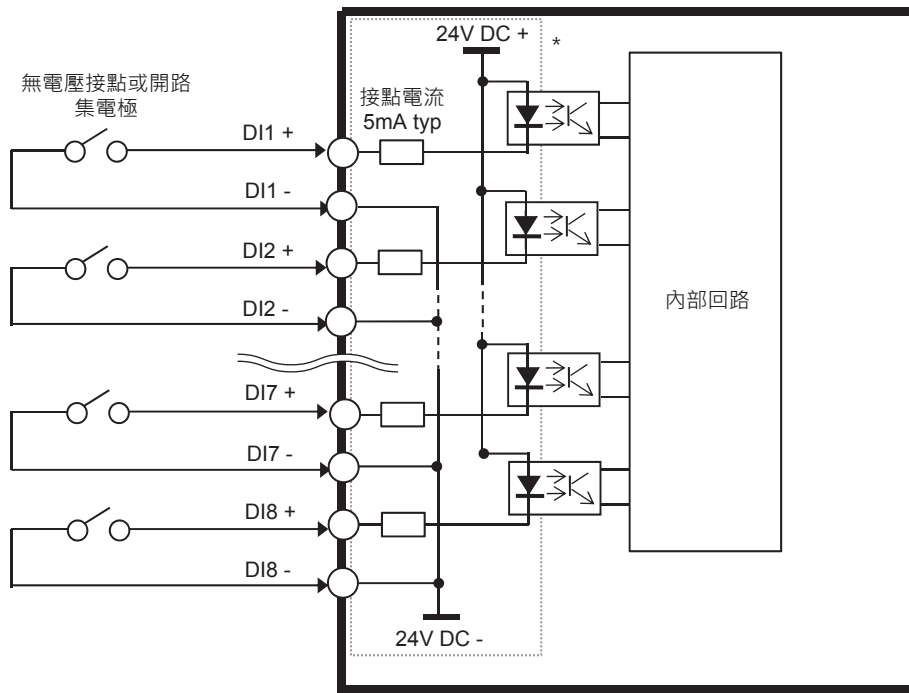 24V DC +
*
無電壓接點或開路
集電極
接點電流
5mA typ
DI1 +
DI1 -
DI2 +
DI2 -
內部回路
DI7 +
DI7 -
DI8 +
DI8 -
24V DC -